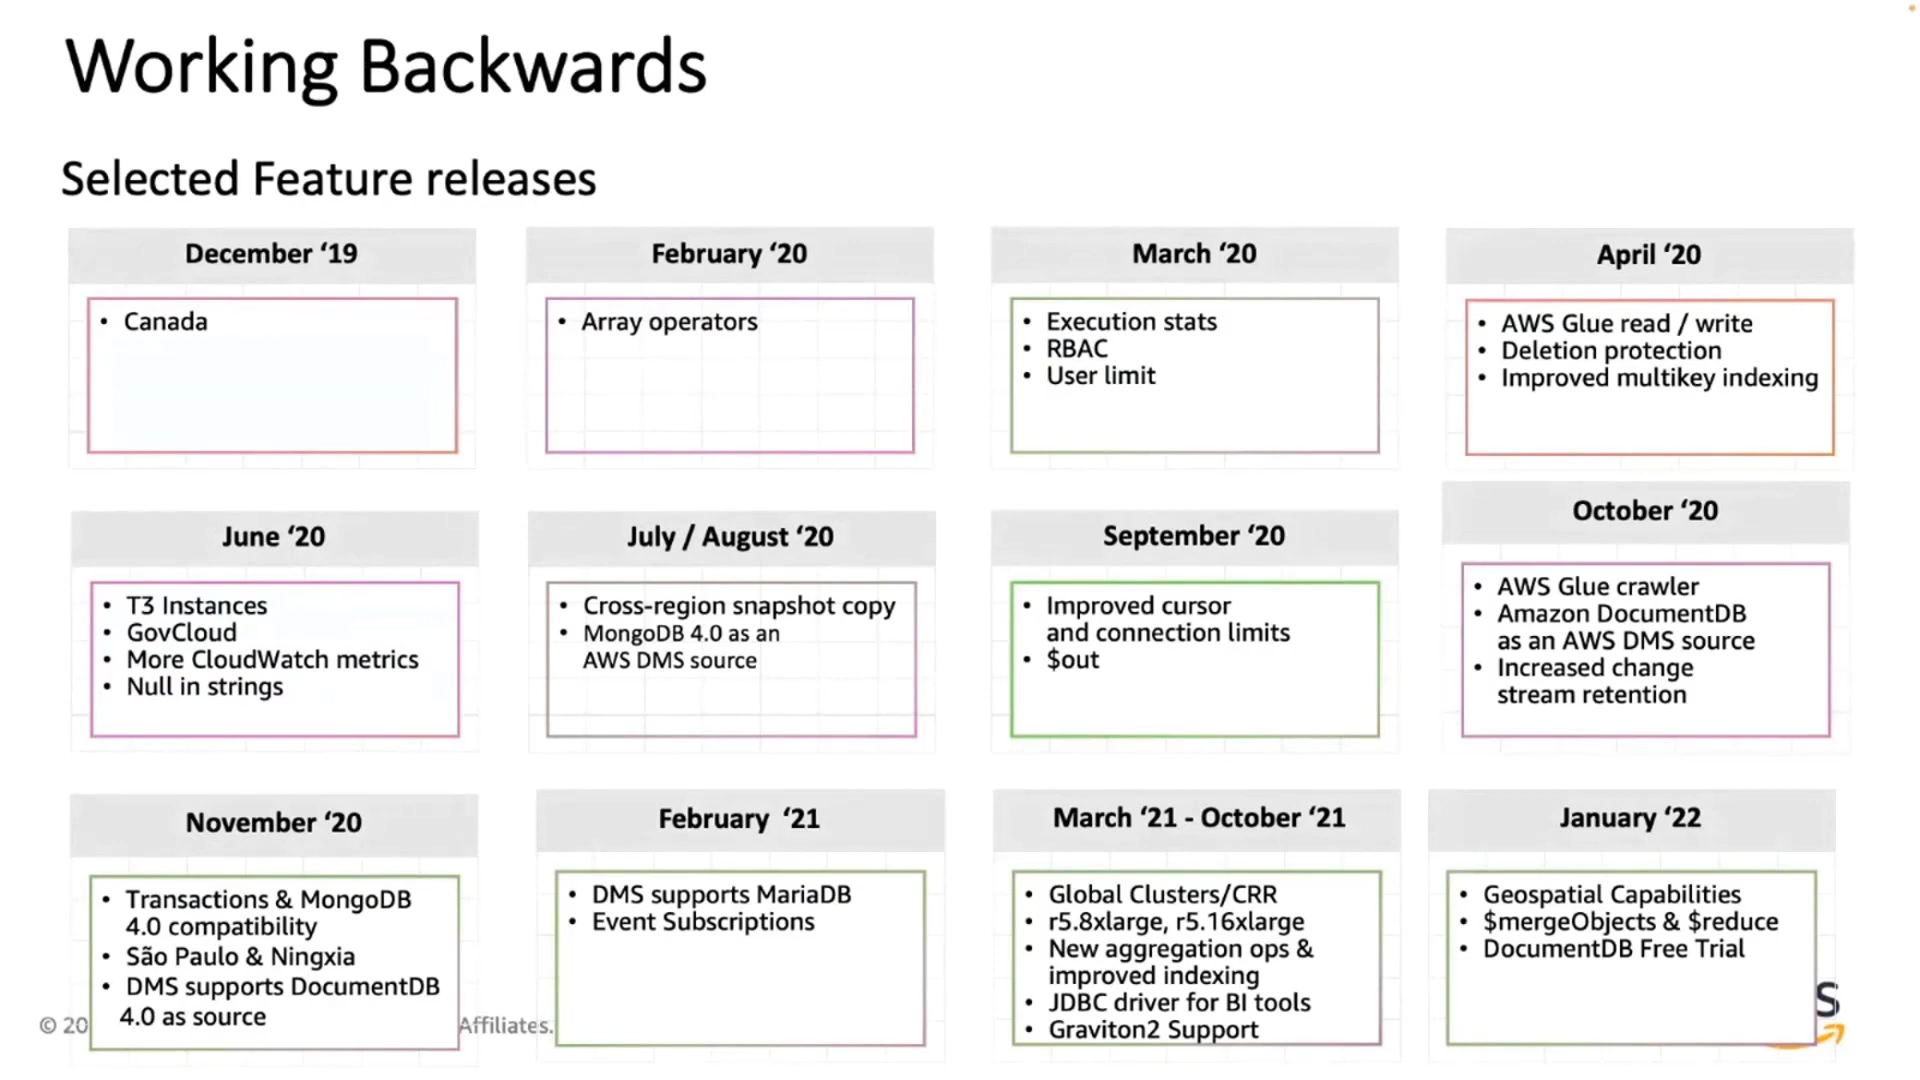 Working Backwards
Selected Feature releases
December ‘19
• Canada
February ‘20
• Array operators
March ‘20
• Execution stats
• RBAC
• User limit
April ‘20
• AWS Glue read / write
• Deletion protection
• Improved multikey indexing
June ‘20
• T3 Instances
• GovCloud
• More CloudWatch metrics
• Null in strings
July / August ‘20
• Cross-region snapshot copy
• MongoDB 4.0 as an
AWS DMS source
September ‘20
• Improved cursor
and connection limits
• $out
October ‘20
• AWS Glue crawler
• Amazon DocumentDB
as an AWS DMS source
• Increased change
stream retention
November ‘20
• Transactions & MongoDB
4.0 compatibility
• São Paulo & Ningxia
• DMS supports DocumentDB
4.0 as source
February ‘21
• DMS supports MariaDB
• Event Subscriptions
March ‘21 - October ‘21
• Global Clusters/CRR
• r5.8xlarge, r5.16xlarge
• New aggregation ops &
improved indexing
• JDBC driver for BI tools
• Graviton2 Support
January ‘22
• Geospatial Capabilities
• $mergeObjects & $reduce
• DocumentDB Free Trial
© 20
Affiliates.